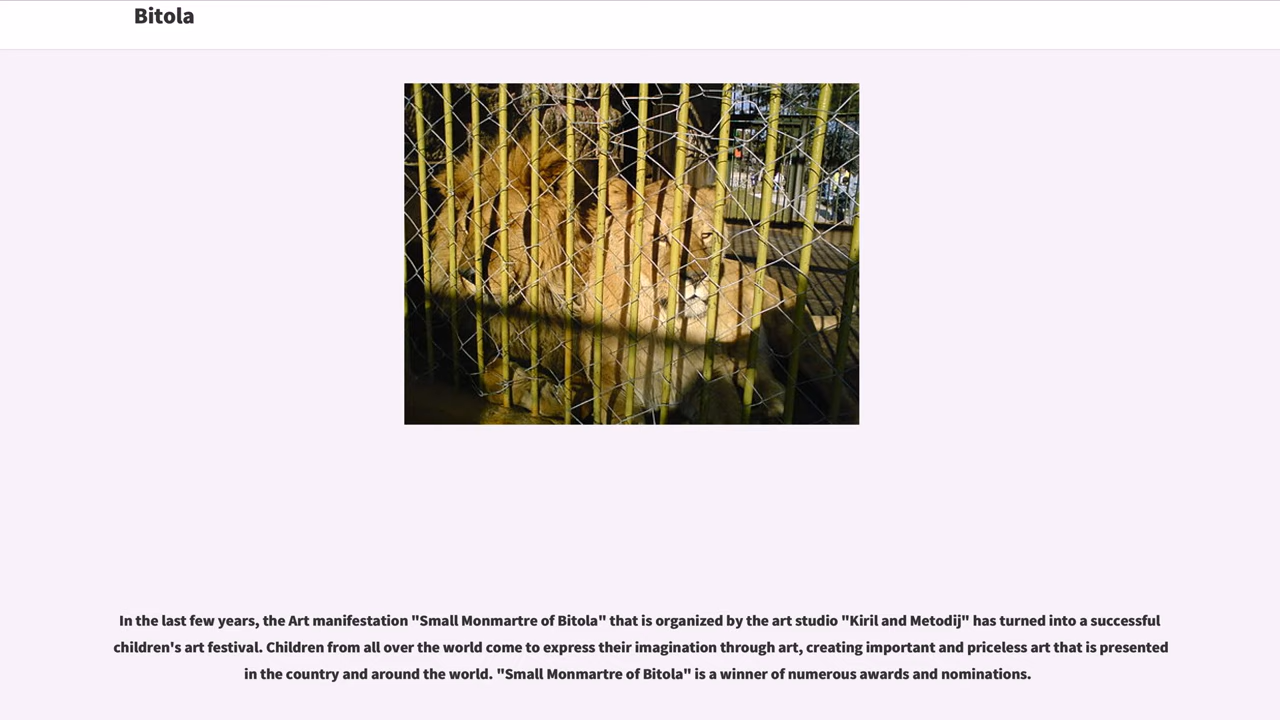 Bitola
In the last few years, the Art manifestation "Small Monmartre of Bitola" that is organized by the art studio "Kiril and Metodij" has turned into a successful
children's art festival. Children from all over the world come to express their imagination through art, creating important and priceless art that is presented
in the country and around the world. "Small Monmartre of Bitola" is a winner of numerous awards and nominations.